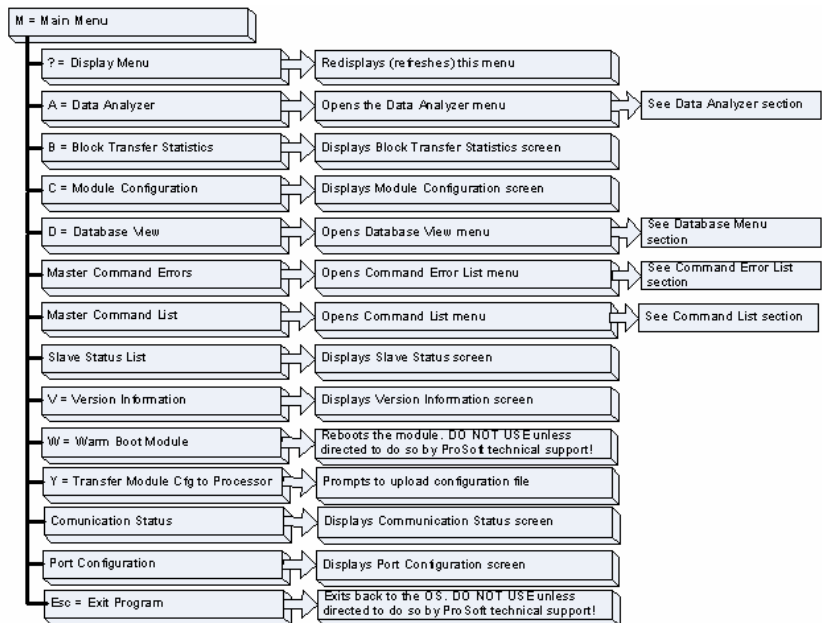 M = Main Menu
? = Display Menu
Redisplays (refreshes) this menu
A = Data Analyzer
Opens the Data Analyzer menu
See Data Analyzer section
B = Block Transfer Statistics
Displays Block Transfer Statistics screen
C = Module Configuration
Displays Module Configuration screen
D = Database View
Opens Database View menu
See Database Menu
section
Master Command Errors
Opens Command Error List menu
See Command Error List
section
Master Command List
Opens Command List menu
See Command List section
Slave Status List
Displays Slave Status screen
V = Version Information
Displays Version Information screen
W = Warm Boot Module
Reboots the module. DO NOT USE unless
directed to do so by ProSoft technical support!
Y = Transfer Module Cfg to Processor
Prompts to upload configuration file
Comunication Status
Displays Communication Status screen
Port Configuration
Displays Port Configuration screen
Esc = Exit Program
Exits back to the OS. DO NOT USE unless
directed to do so by ProSoft technical support!